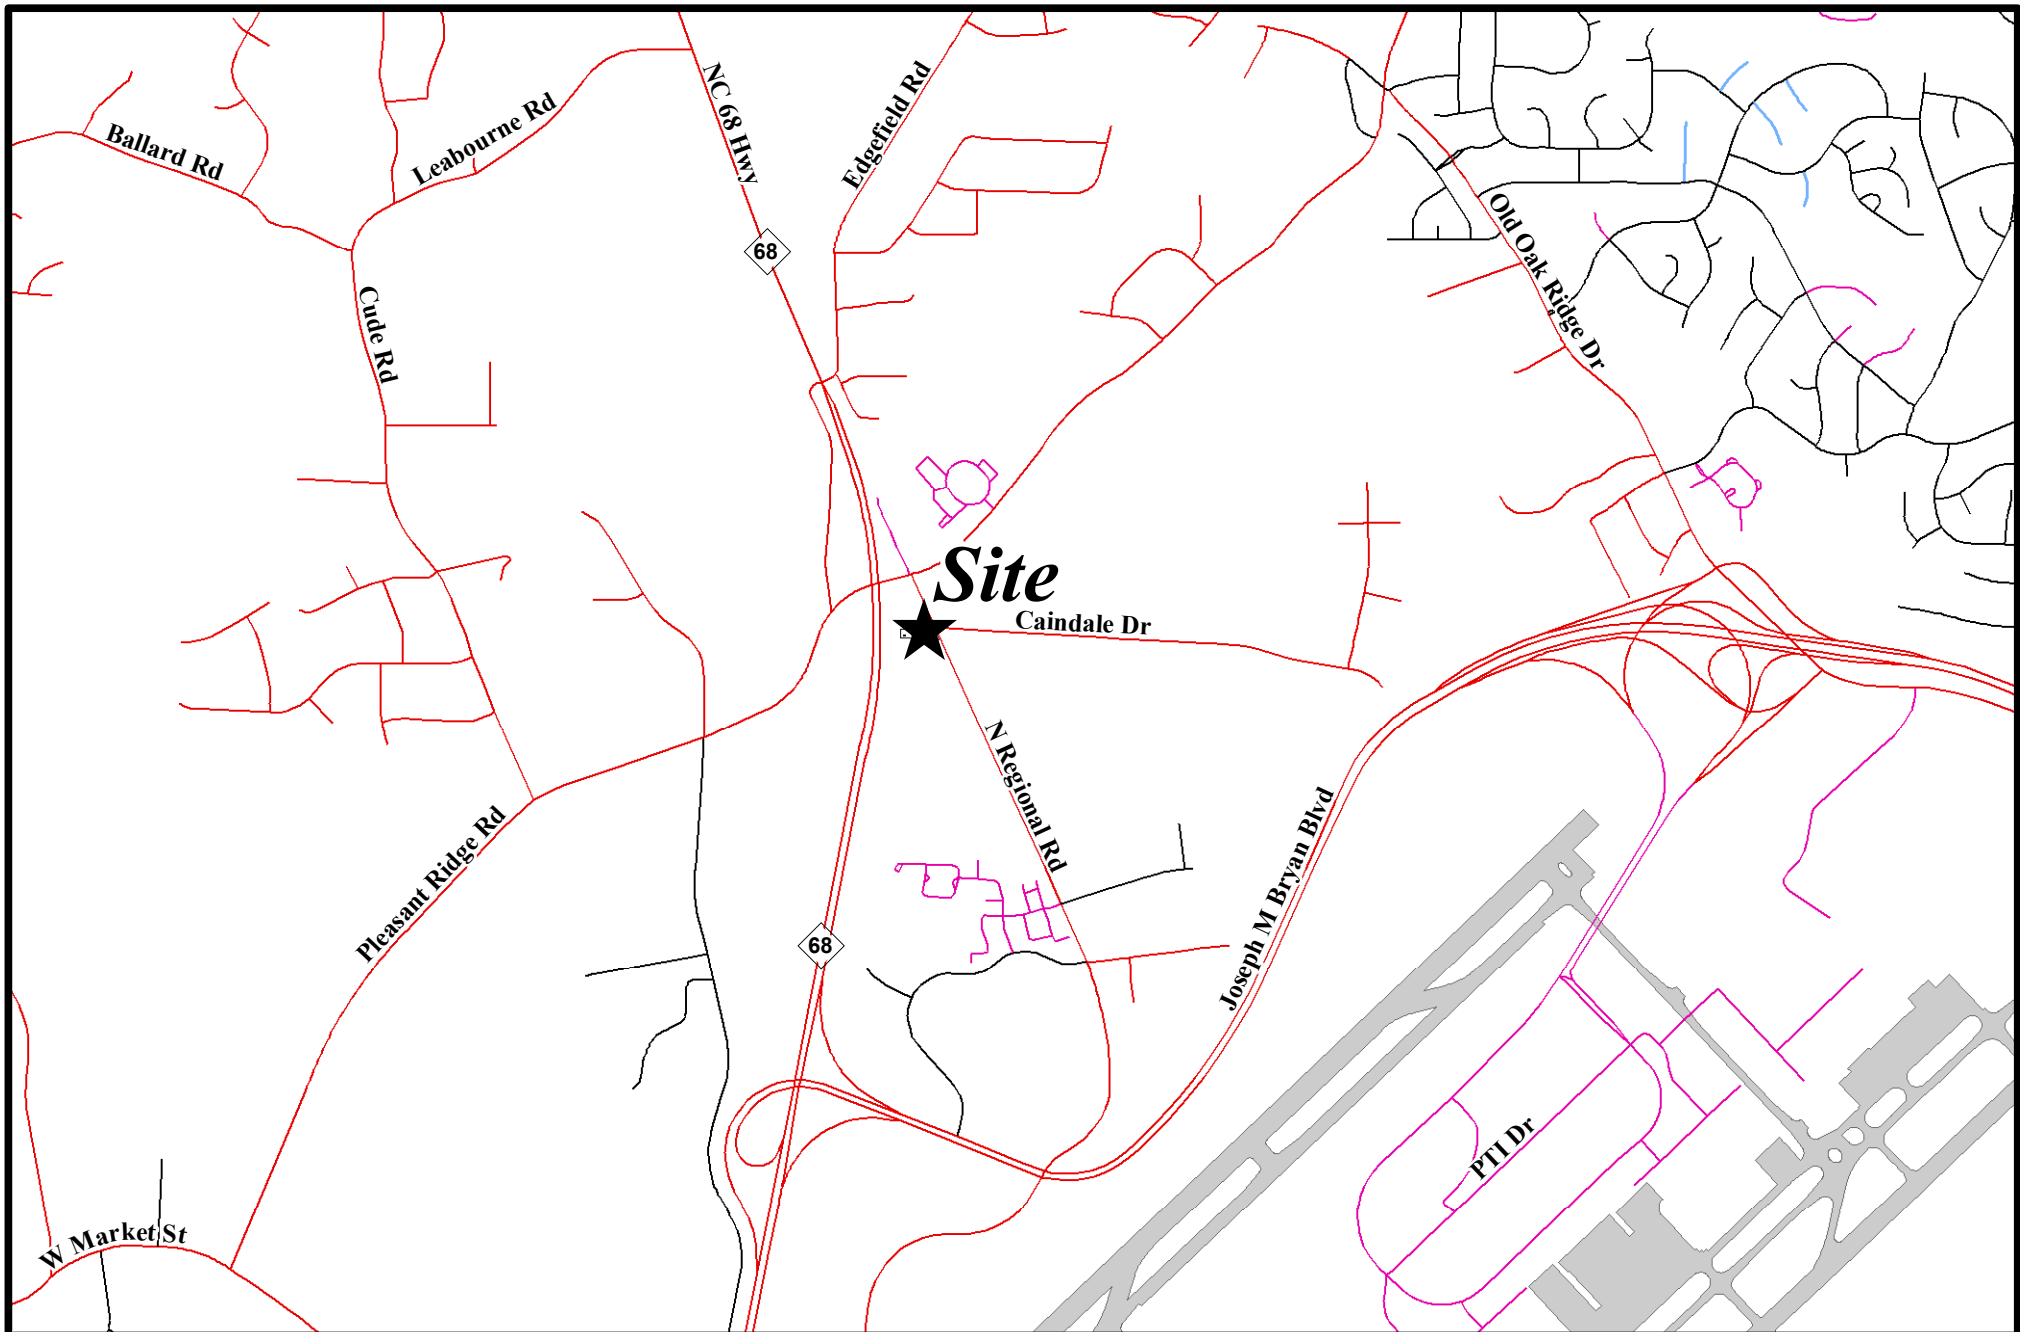 NC 68 Hwy
Edgefield Rd
Leabourne Rd
Ballard Rd
68
Old Oak Ridge Dr
Cude Rd
Site
Caindale Dr
N Regional Rd
Joseph M Bryan Blvd
Pleasant Ridge Rd
68
PTI Dr
W Market St